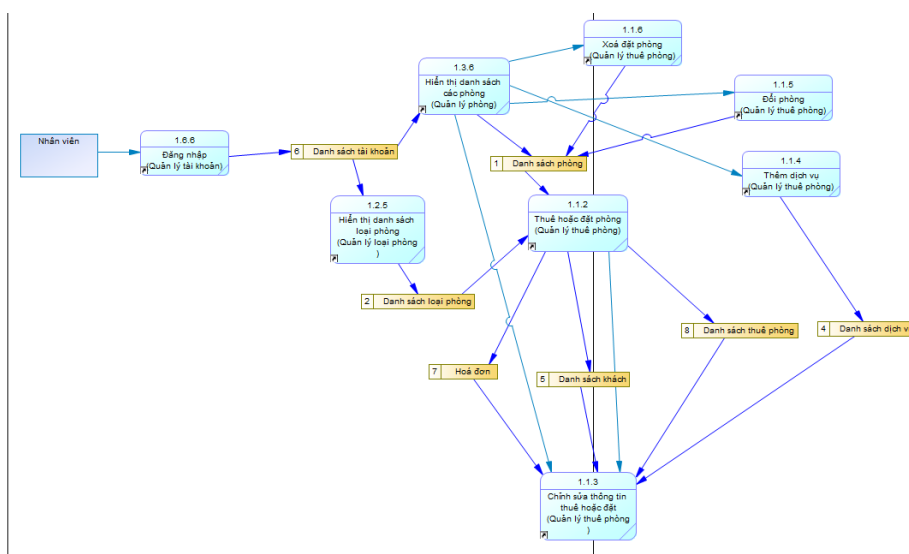 1.1.6
Xoá đặt phòng
(Quản lý thuê phòng)
1.3.6
Hiển thị danh sách
các phòng
(Quản lý phòng)
1.1.5
Đổi phòng
(Quản lý thuê phòng)
Nhân viên
1.6.6
Đăng nhập
(Quản lý tài khoản)
6 Danh sách tài khoản
1 Danh sách phòng
1.1.4
Thêm dịch vụ
(Quản lý thuê phòng)
1.2.5
Hiển thị danh sách
loại phòng
(Quản lý loại phòng
)
1.1.2
Thuê hoặc đặt phòng
(Quản lý thuê phòng)
2 Danh sách loại phòng
8 Danh sách thuê phòng
4 Danh sách dịch v
7 Hoá đơn
5 Danh sách khách
1.1.3
Chỉnh sửa thông tin
thuê hoặc đặt
(Quản lý thuê phòng
)